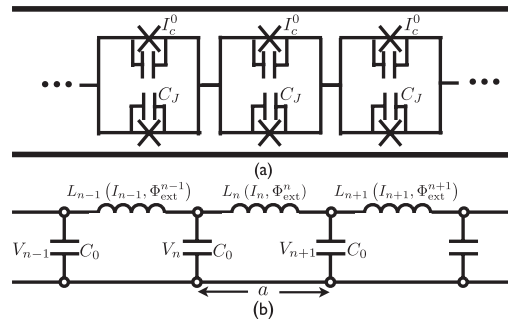 I_c^0 I_c^0 I_c^0
••• •••
C_J C_J C_J
(a)
L_{n−1} (I_{n−1}, Φ_ext^{n−1}) L_n (I_n, Φ_ext^n) L_{n+1} (I_{n+1}, Φ_ext^{n+1})
V_{n−1} C_0 V_n C_0 V_{n+1} C_0
a
(b)